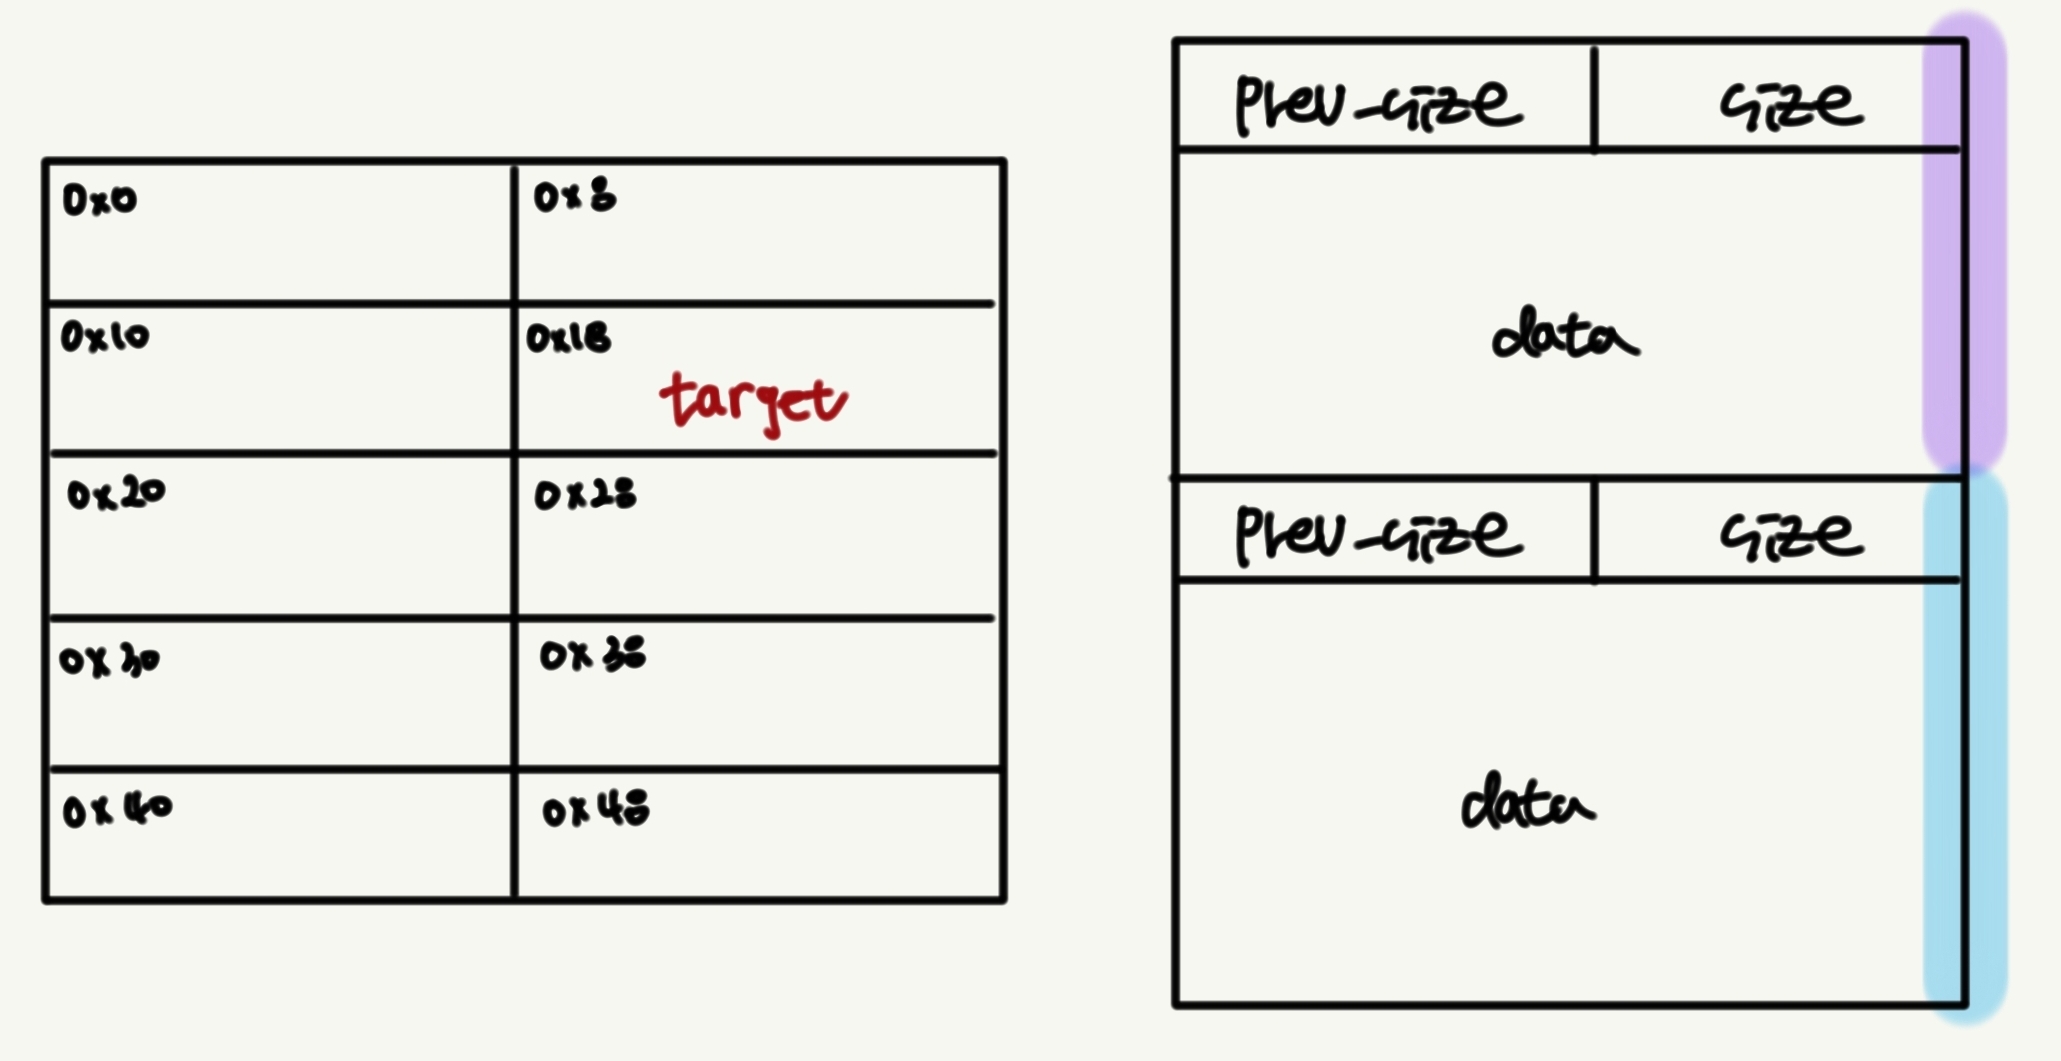 0x0 0x8
0x10 0x18
target
0x20 0x28
0x30 0x38
0x40 0x48
Prev_size size
data
Prev_size size
data